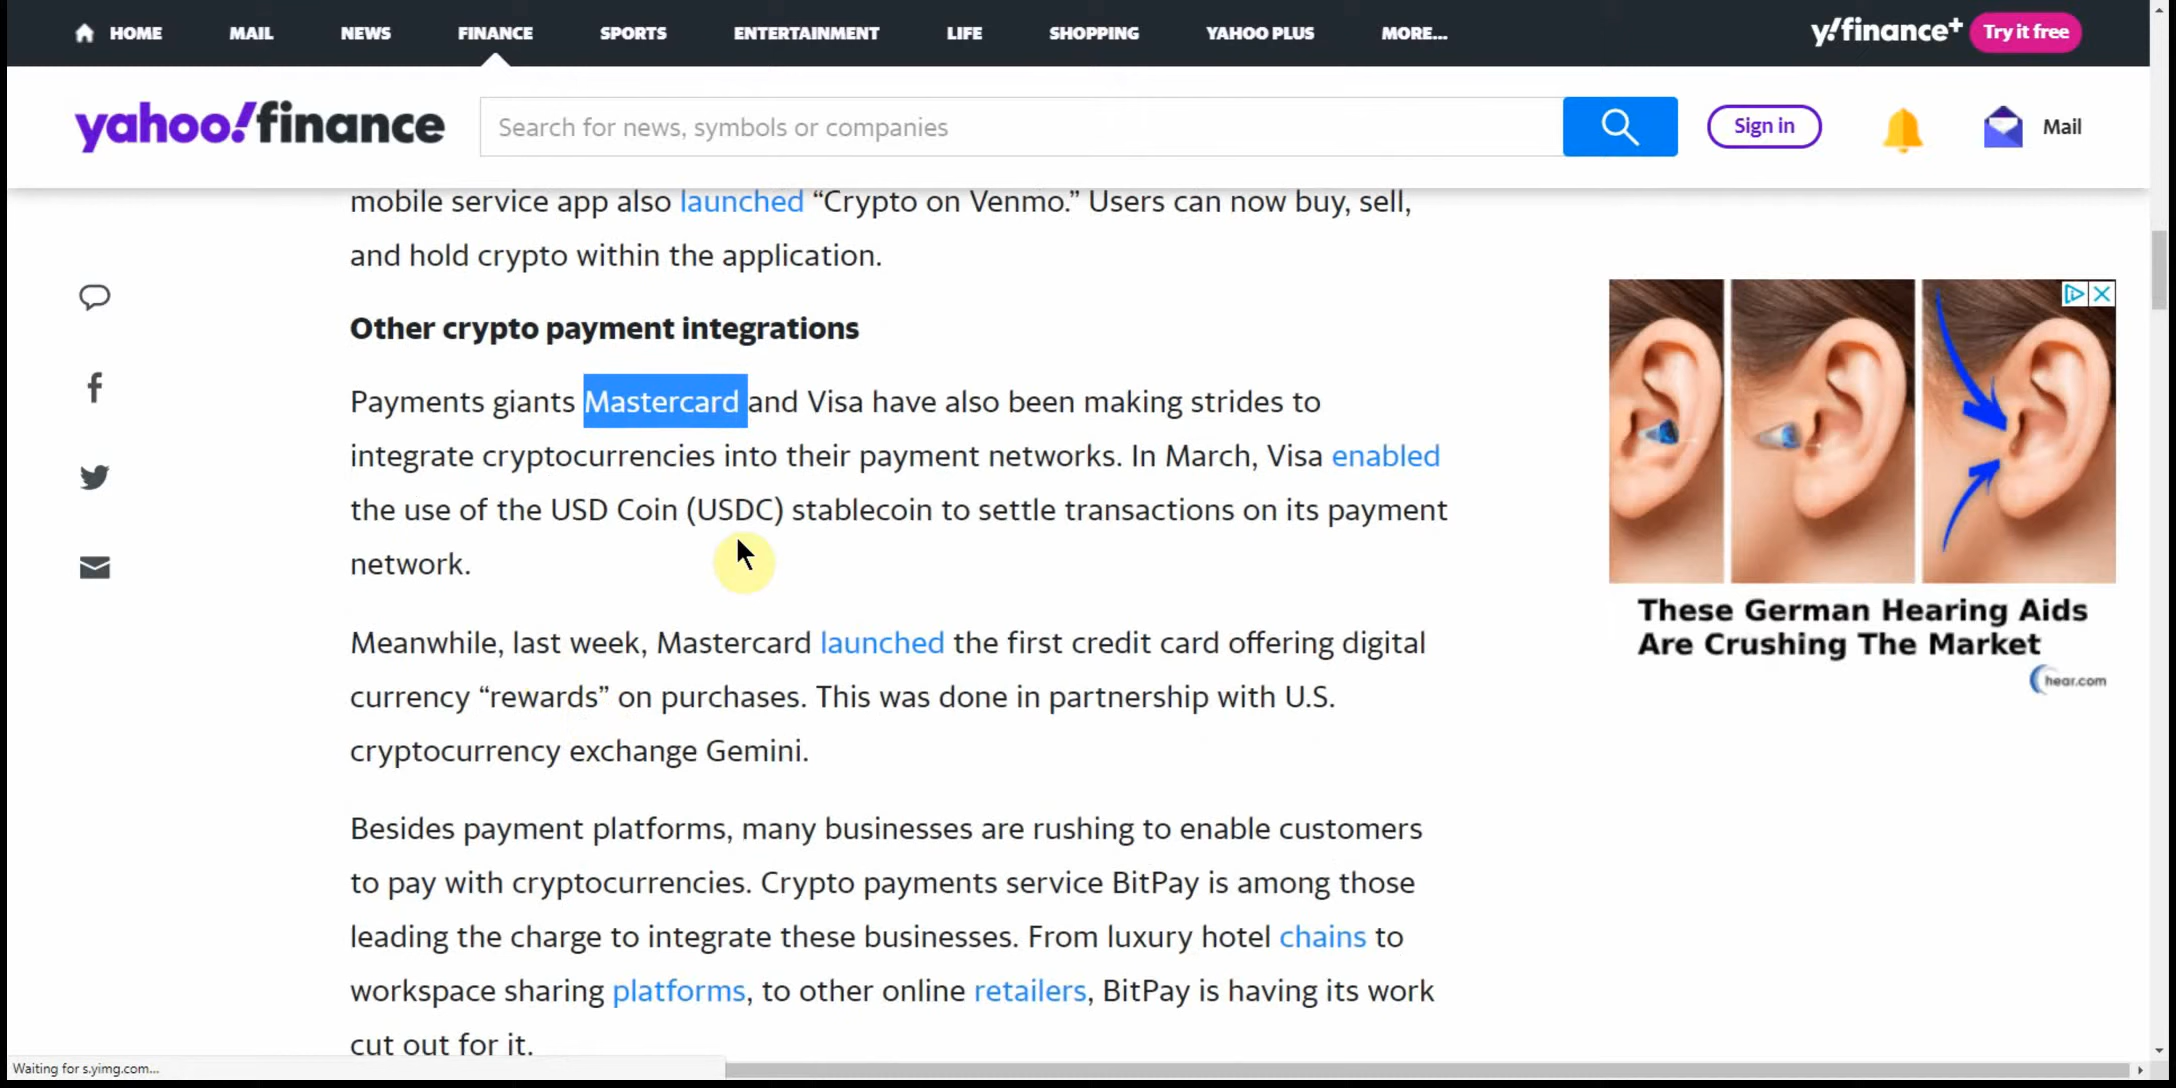 HOME MAIL NEWS FINANCE SPORTS ENTERTAINMENT LIFE SHOPPING YAHOO PLUS MORE... y!finance+ Try it free
yahoo!finance Search for news, symbols or companies Sign in Mail
mobile service app also launched “Crypto on Venmo.” Users can now buy, sell,
and hold crypto within the application.
Other crypto payment integrations
Payments giants Mastercard and Visa have also been making strides to
integrate cryptocurrencies into their payment networks. In March, Visa enabled
the use of the USD Coin (USDC) stablecoin to settle transactions on its payment
network.
Meanwhile, last week, Mastercard launched the first credit card offering digital
currency “rewards” on purchases. This was done in partnership with U.S.
cryptocurrency exchange Gemini.
Besides payment platforms, many businesses are rushing to enable customers
to pay with cryptocurrencies. Crypto payments service BitPay is among those
leading the charge to integrate these businesses. From luxury hotel chains to
workspace sharing platforms, to other online retailers, BitPay is having its work
cut out for it.
These German Hearing Aids
Are Crushing The Market
hear.com
Waiting for s.yimg.com...